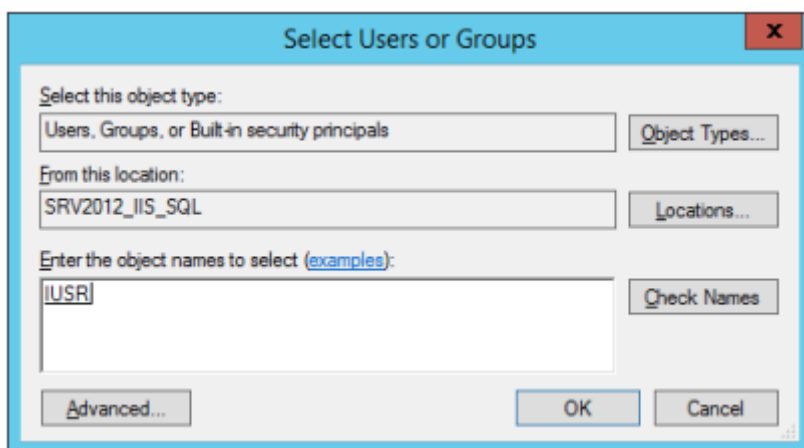 Select Users or Groups
x
Select this object type:
Users, Groups, or Built-in security principals
Object Types...
From this location:
SRV2012_IIS_SQL
Locations...
Enter the object names to select (examples):
IUSR
Check Names
Advanced...
OK
Cancel